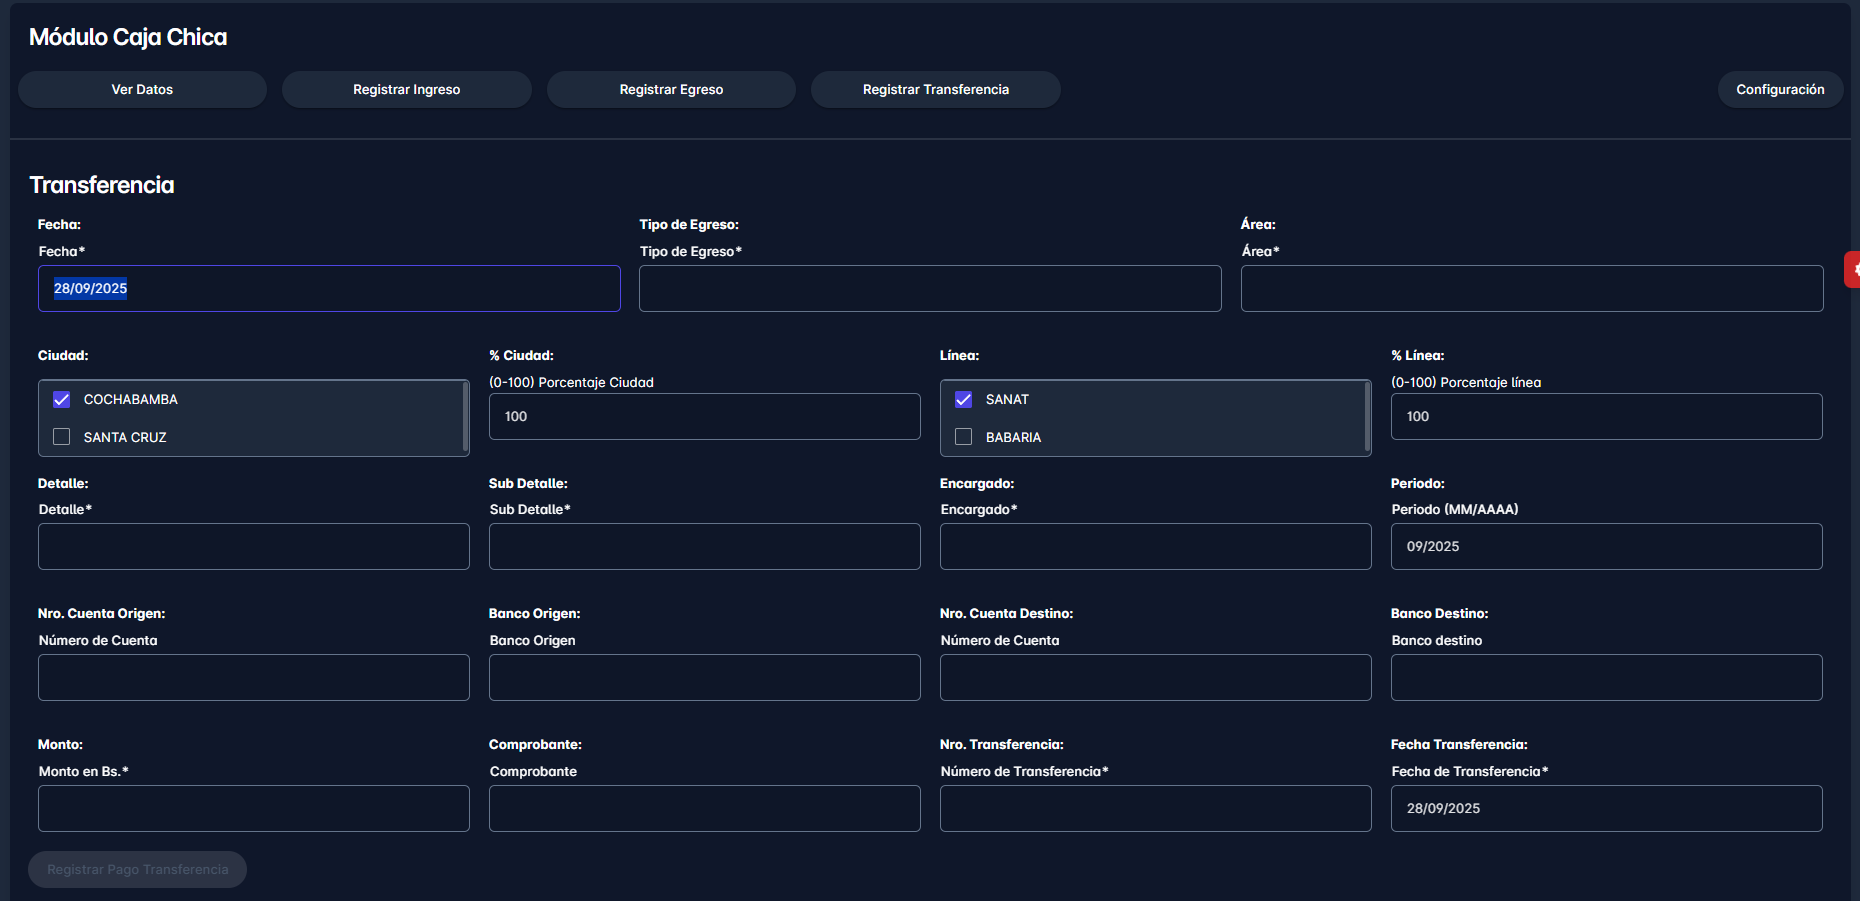 Módulo Caja Chica
Ver Datos
Registrar Ingreso
Registrar Egreso
Registrar Transferencia
Configuración
Transferencia
Fecha:
Tipo de Egreso:
Área:
Fecha*
Tipo de Egreso*
Área*
28/09/2025
Ciudad:
% Ciudad:
Línea:
% Línea:
(0-100) Porcentaje Ciudad
(0-100) Porcentaje línea
COCHABAMBA
100
SANAT
100
SANTA CRUZ
BABARIA
Detalle:
Sub Detalle:
Encargado:
Periodo:
Detalle*
Sub Detalle*
Encargado*
Periodo (MM/AAAA)
09/2025
Nro. Cuenta Origen:
Banco Origen:
Nro. Cuenta Destino:
Banco Destino:
Número de Cuenta
Banco Origen
Número de Cuenta
Banco destino
Monto:
Comprobante:
Nro. Transferencia:
Fecha Transferencia:
Monto en Bs.*
Comprobante
Número de Transferencia*
Fecha de Transferencia*
28/09/2025
Registrar Pago Transferencia